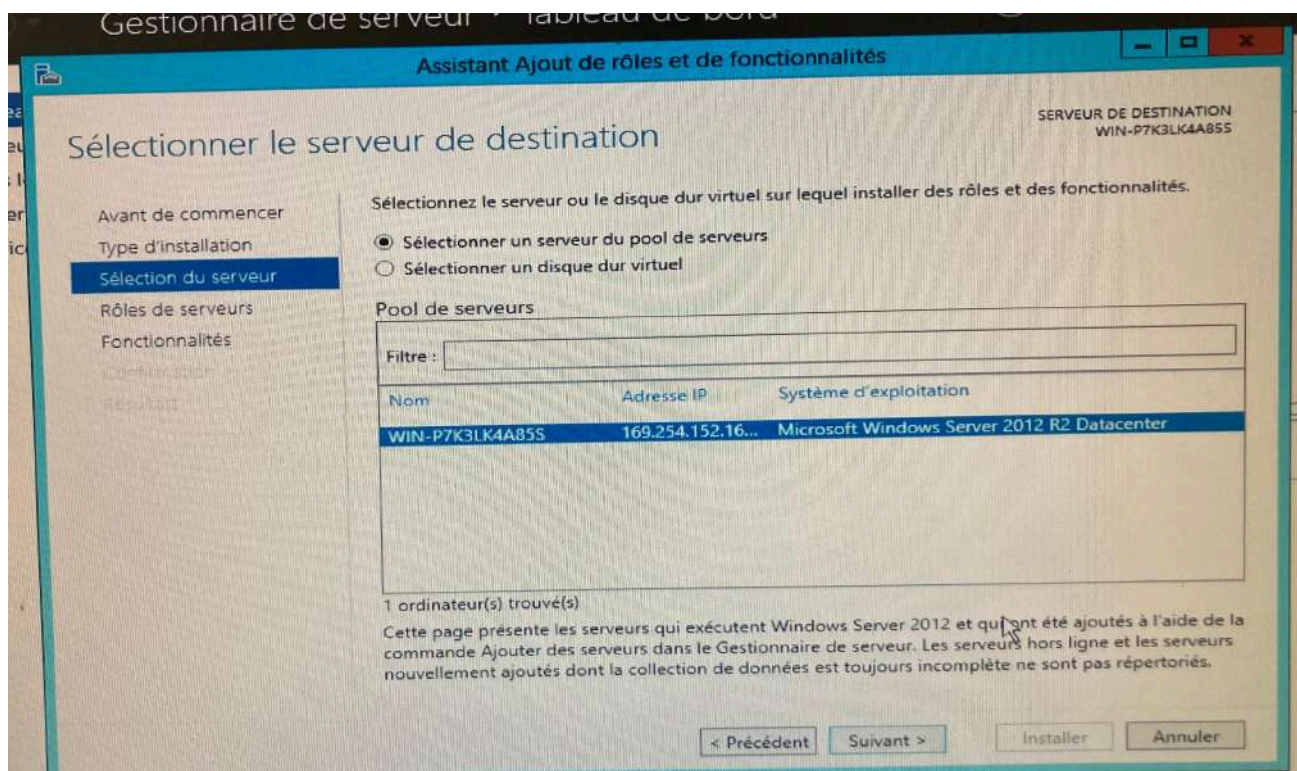 Gestionnaire de serveur · Tableau de bord
Assistant Ajout de rôles et de fonctionnalités
SERVEUR DE DESTINATION
WIN-P7K3LK4A85S
Sélectionner le serveur de destination
Avant de commencer
Type d'installation
Sélection du serveur
Rôles de serveurs
Fonctionnalités
Confirmation
Résultats
Sélectionnez le serveur ou le disque dur virtuel sur lequel installer des rôles et des fonctionnalités.
Sélectionner un serveur du pool de serveurs
Sélectionner un disque dur virtuel
Pool de serveurs
Filtre :
Nom Adresse IP Système d'exploitation
WIN-P7K3LK4A85S 169.254.152.16... Microsoft Windows Server 2012 R2 Datacenter
1 ordinateur(s) trouvé(s)
Cette page présente les serveurs qui exécutent Windows Server 2012 et qui ont été ajoutés à l'aide de la
commande Ajouter des serveurs dans le Gestionnaire de serveur. Les serveurs hors ligne et les serveurs
nouvellement ajoutés dont la collection de données est toujours incomplète ne sont pas répertoriés.
< Précédent Suivant > Installer Annuler